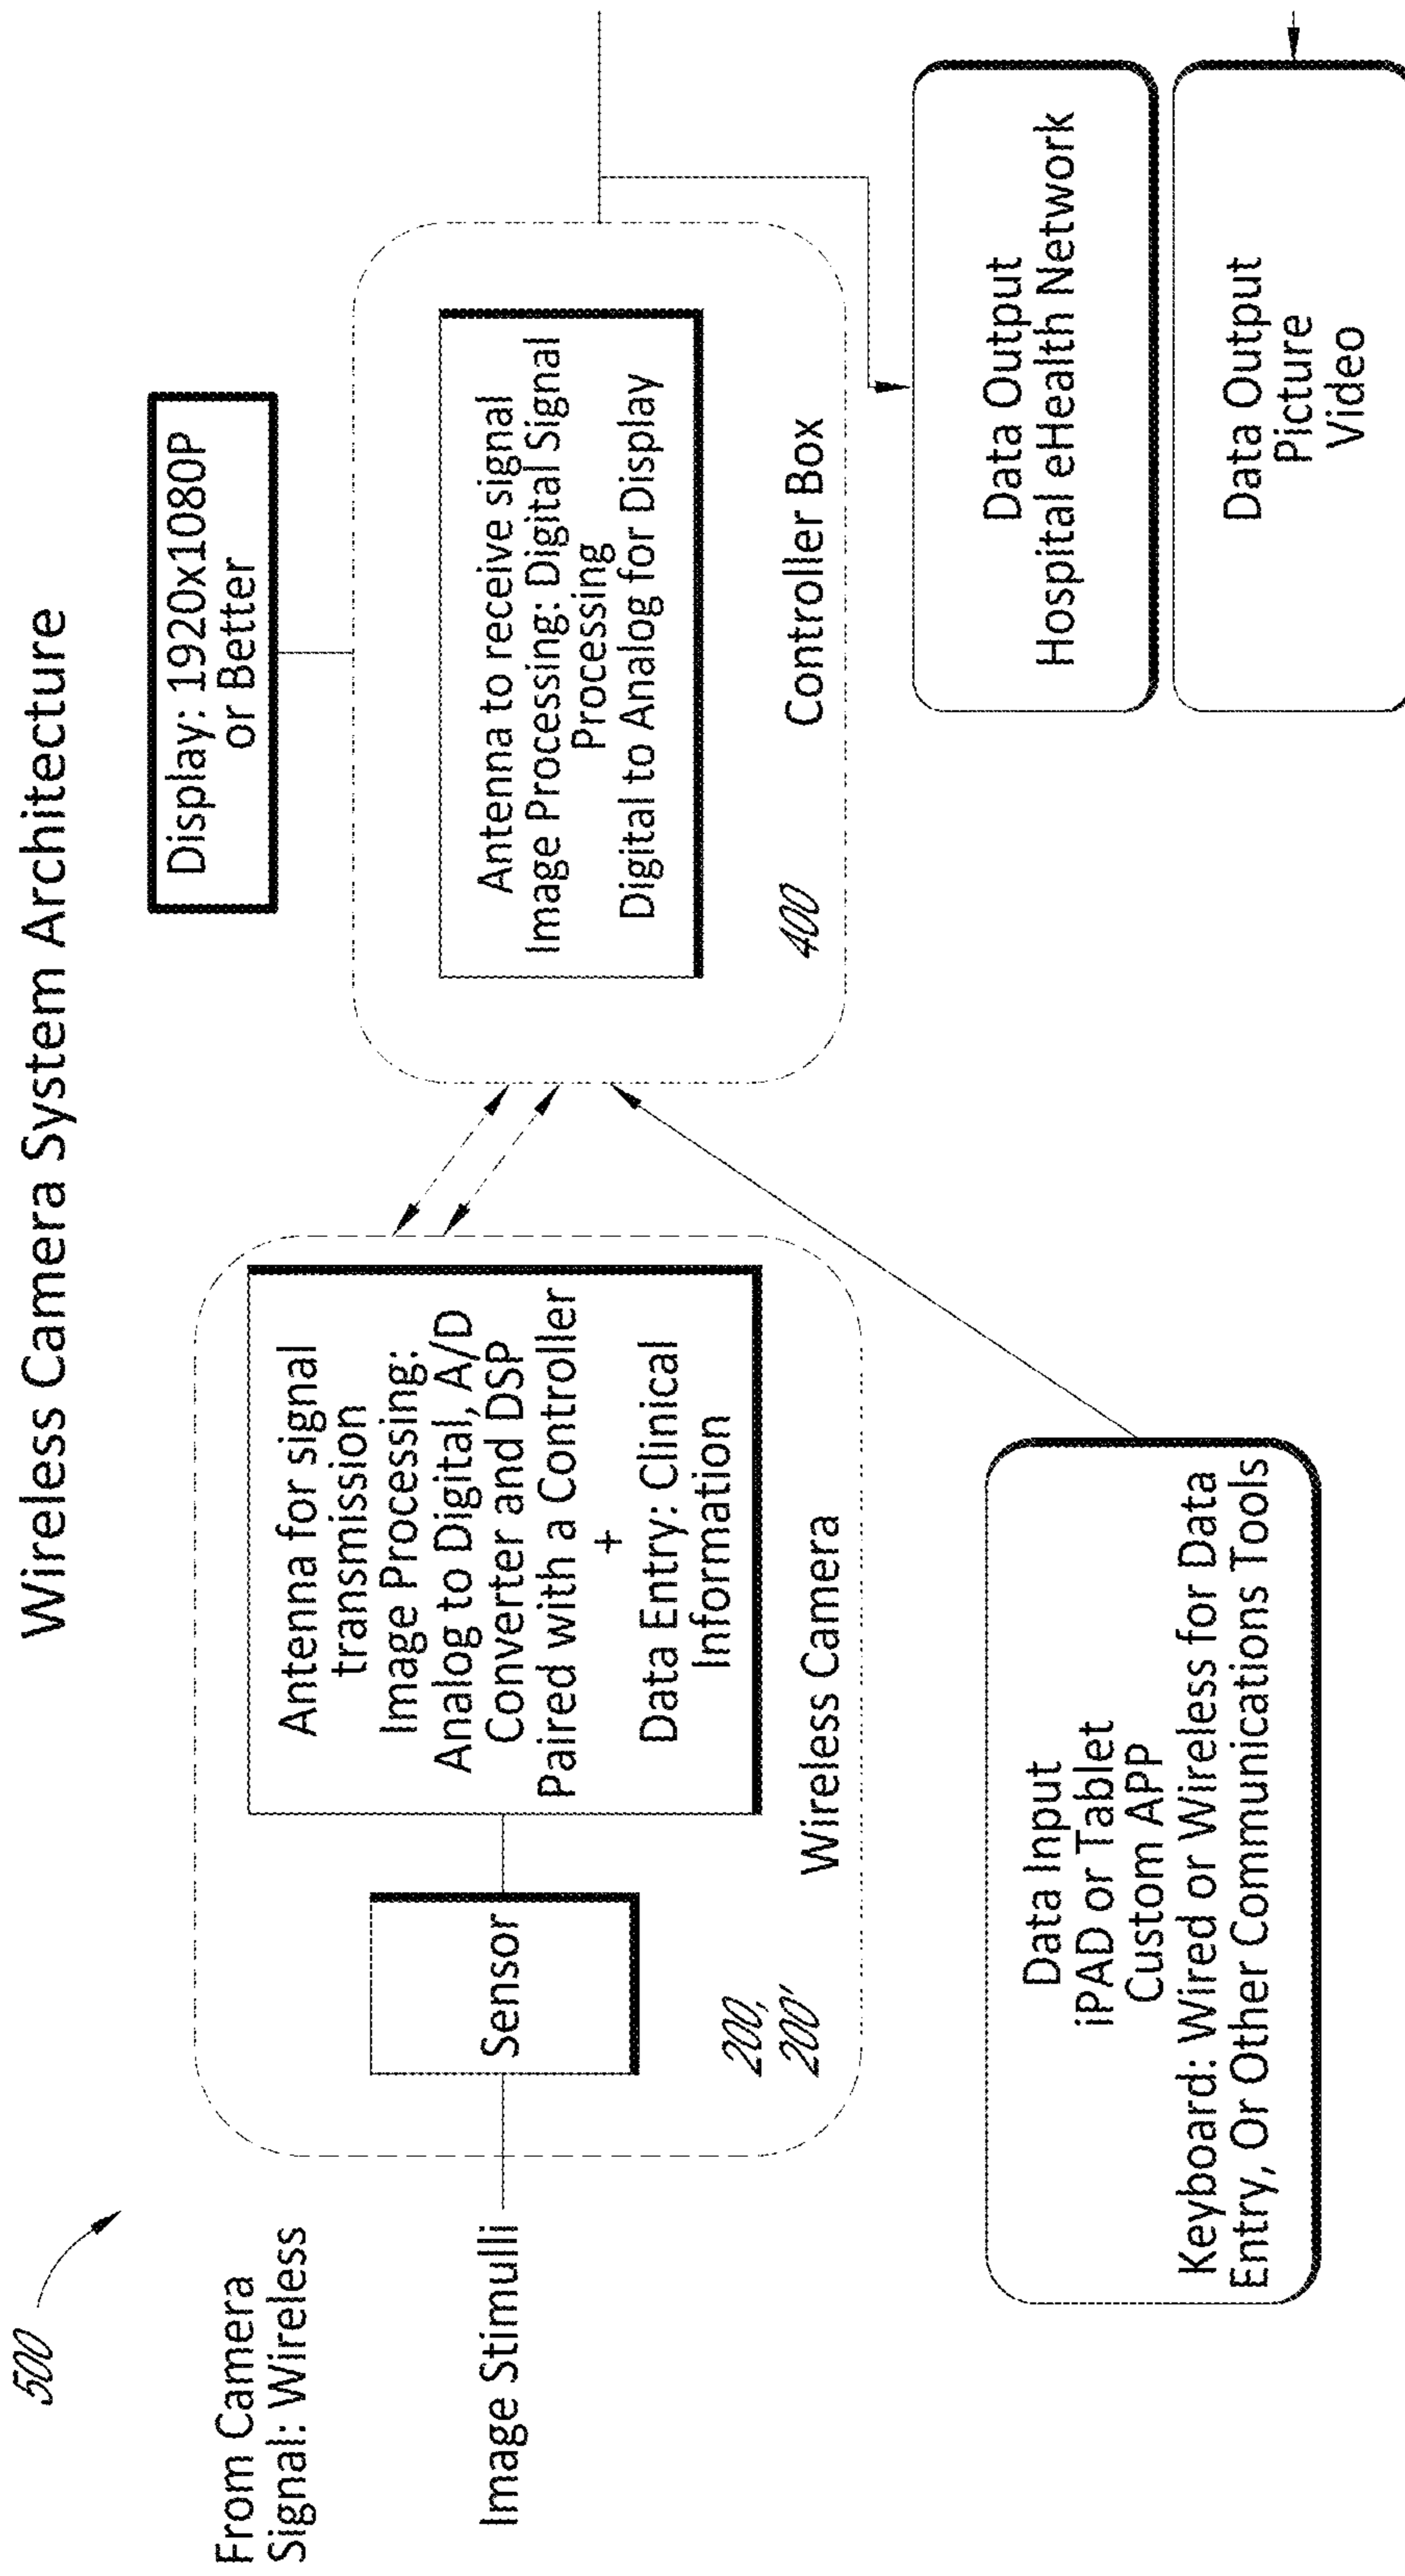 Wireless Camera System Architecture
500
From Camera
Signal: Wireless
Image Stimulli
Sensor
200,
200'
Antenna for signal
transmission
Image Processing:
Analog to Digital, A/D
Converter and DSP
Paired with a Controller
+
Data Entry: Clinical
Information
Wireless Camera
Display: 1920x1080P
or Better
Antenna to receive signal
Image Processing: Digital Signal
Processing
Digital to Analog for Display
400
Controller Box
Data Input
iPAD or Tablet
Custom APP
Keyboard: Wired or Wireless for Data
Entry, Or Other Communications Tools
Data Output
Hospital eHealth Network
Data Output
Picture
Video